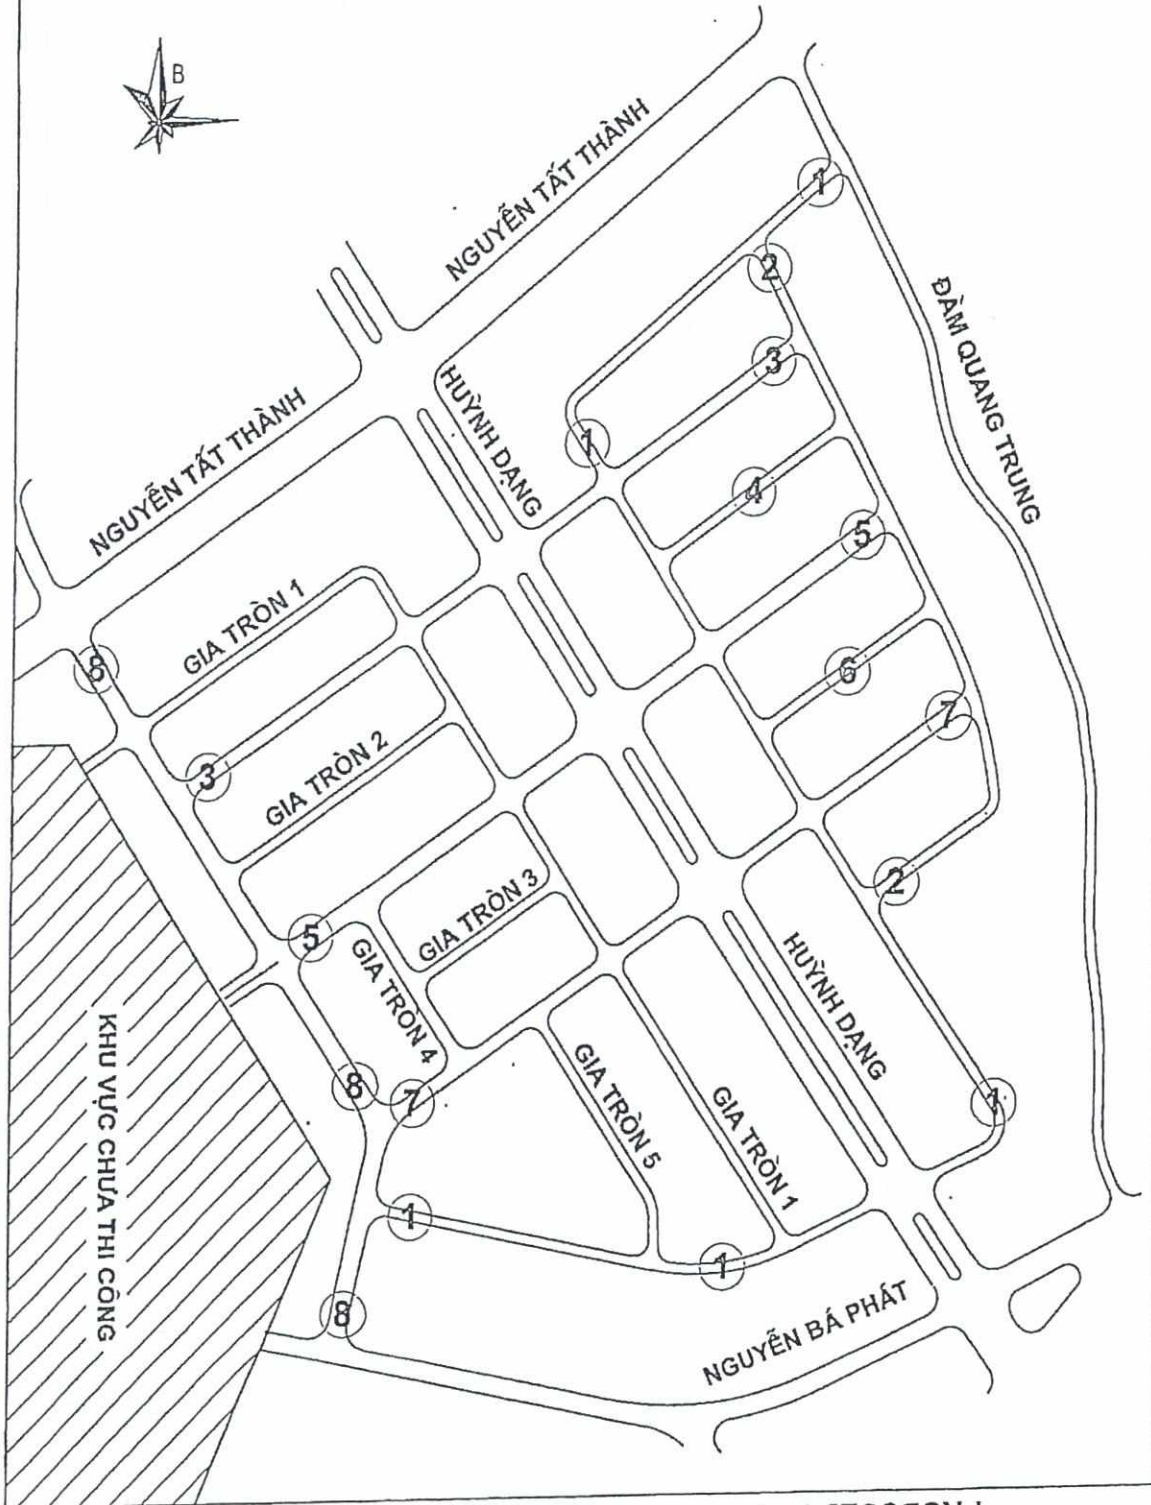 B
NGUYỄN TẤT THÀNH
1
2
ĐÀM QUANG TRUNG
3
HUỲNH DẠNG
NGUYỄN TẤT THÀNH
1
4
5
GIA TRÒN 1
8
6
7
3
GIA TRÒN 2
2
GIA TRÒN 3
5
GIA TRÒN 4
HUỲNH DẠNG
KHU VỰC CHƯA THI CÔNG
8
7
GIA TRÒN 5
GIA TRÒN 1
1
1
1
8
NGUYỄN BÁ PHÁT